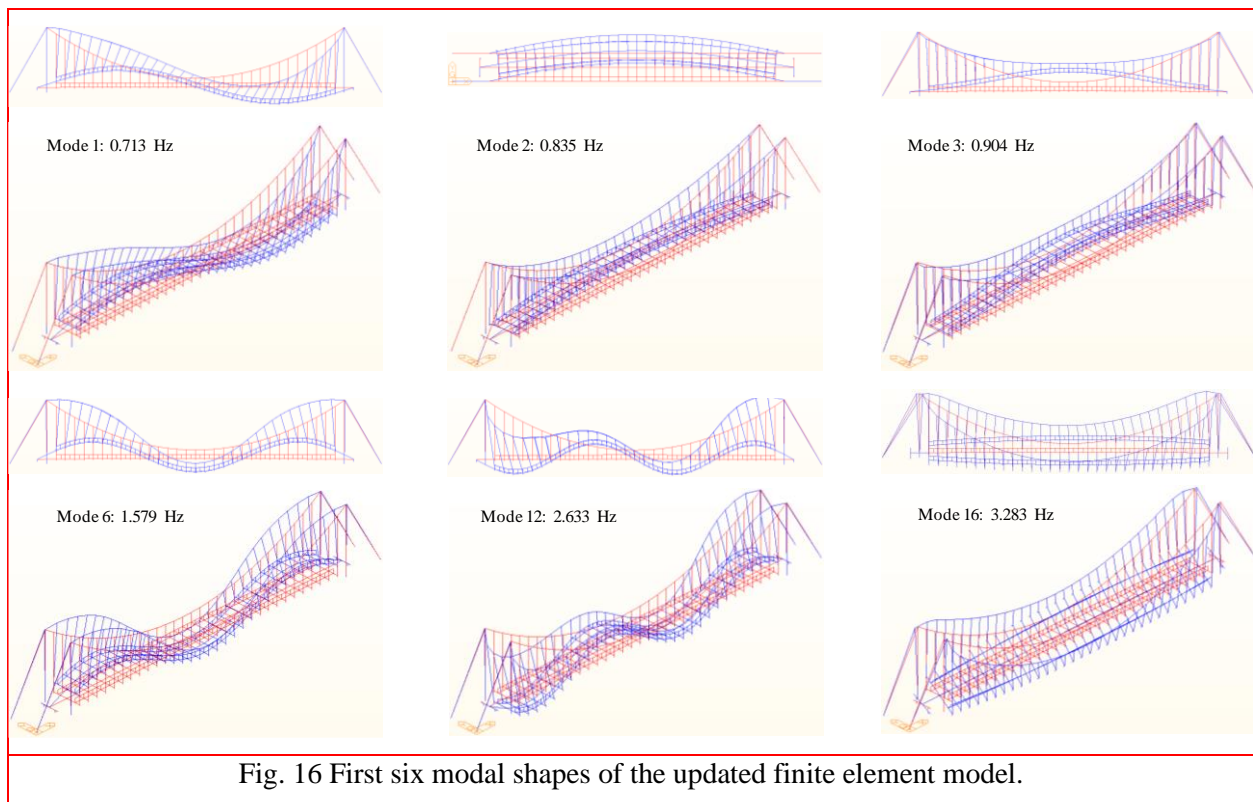 Mode 1: 0.713 Hz
Mode 2: 0.835 Hz
Mode 3: 0.904 Hz
Mode 6: 1.579 Hz
Mode 12: 2.633 Hz
Mode 16: 3.283 Hz
Fig. 16 First six modal shapes of the updated finite element model.